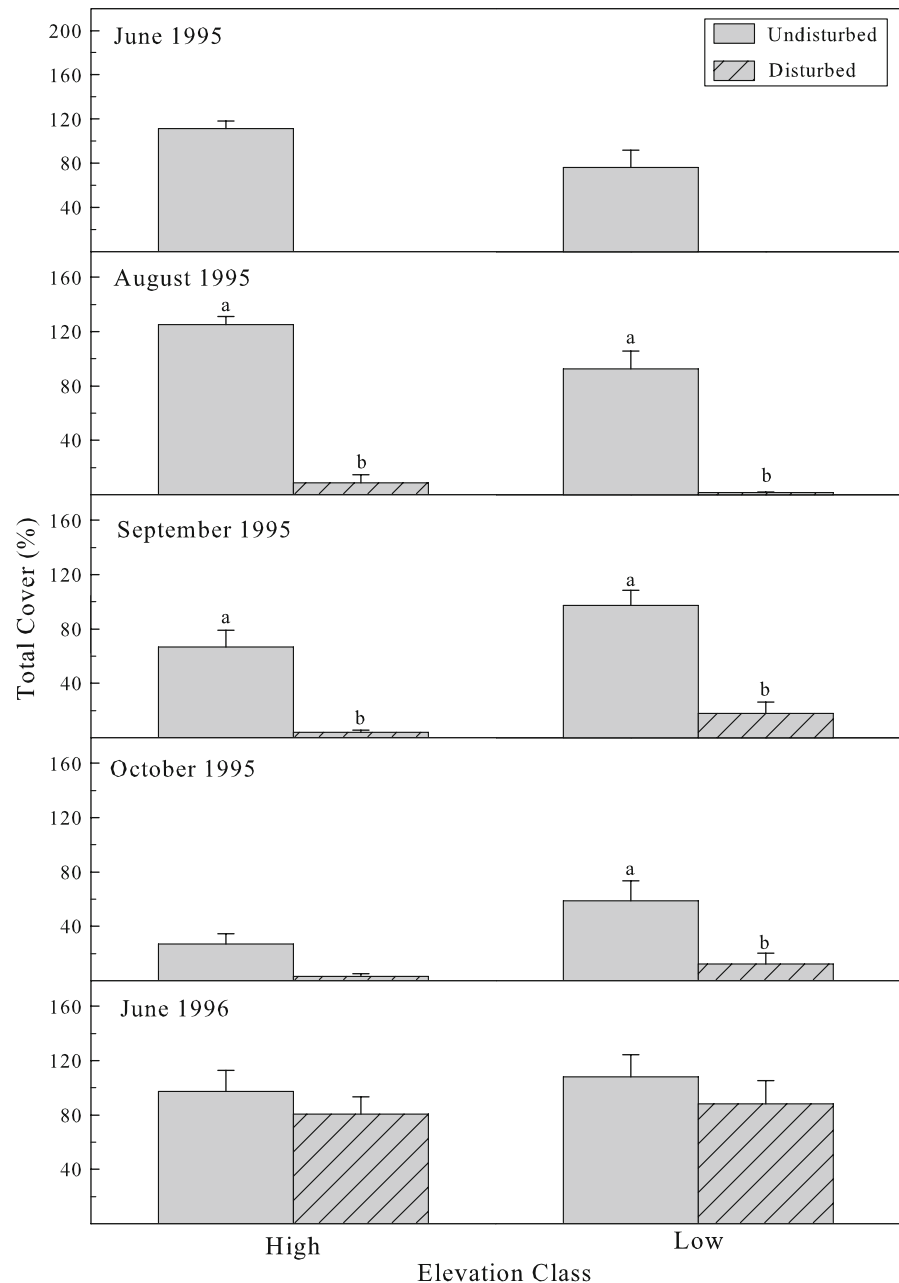 June 1995
Undisturbed
Disturbed
200
160
120
80
40
August 1995
160
120
80
40
a
b
a
b
September 1995
160
120
80
40
a
b
a
b
October 1995
160
120
80
40
a
b
June 1996
160
120
80
40
Total Cover (%)
High
Low
Elevation Class